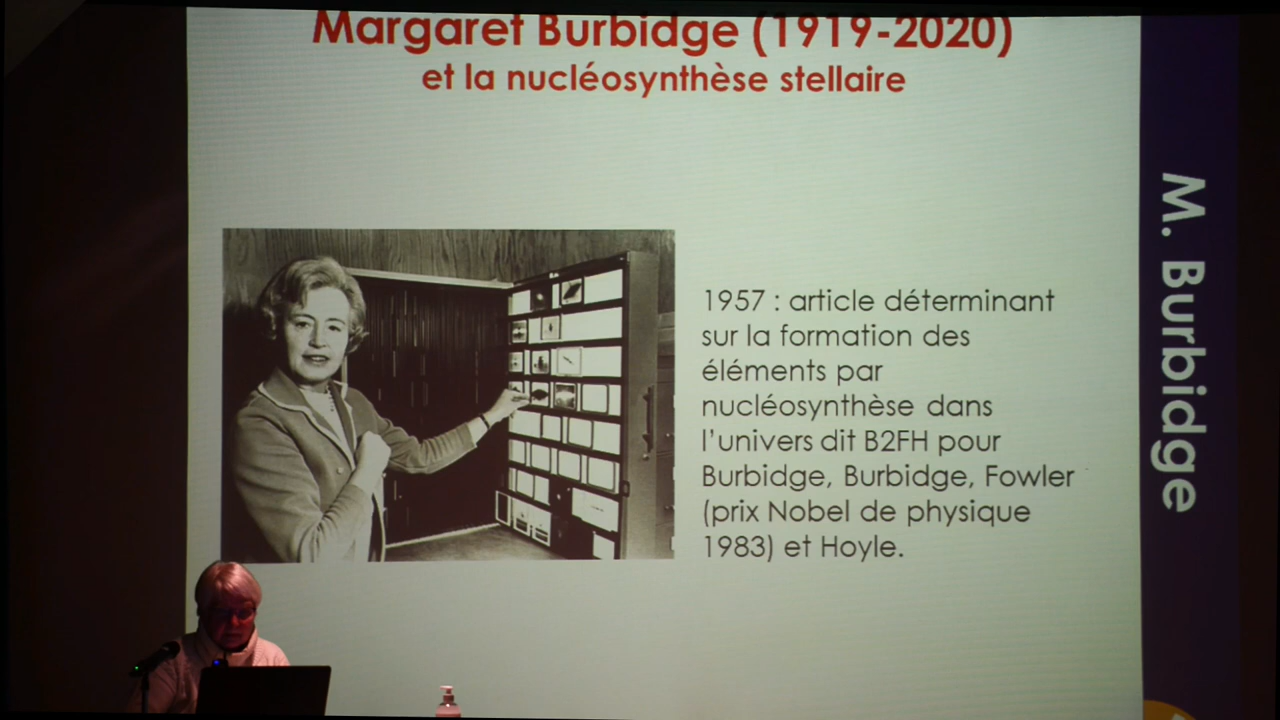 Margaret Burbidge (1919-2020)
et la nucléosynthèse stellaire
1957 : article déterminant
sur la formation des
éléments par
nucléosynthèse dans
l'univers dit B2FH pour
Burbidge, Burbidge, Fowler
(prix Nobel de physique
1983) et Hoyle.
M. Burbidge